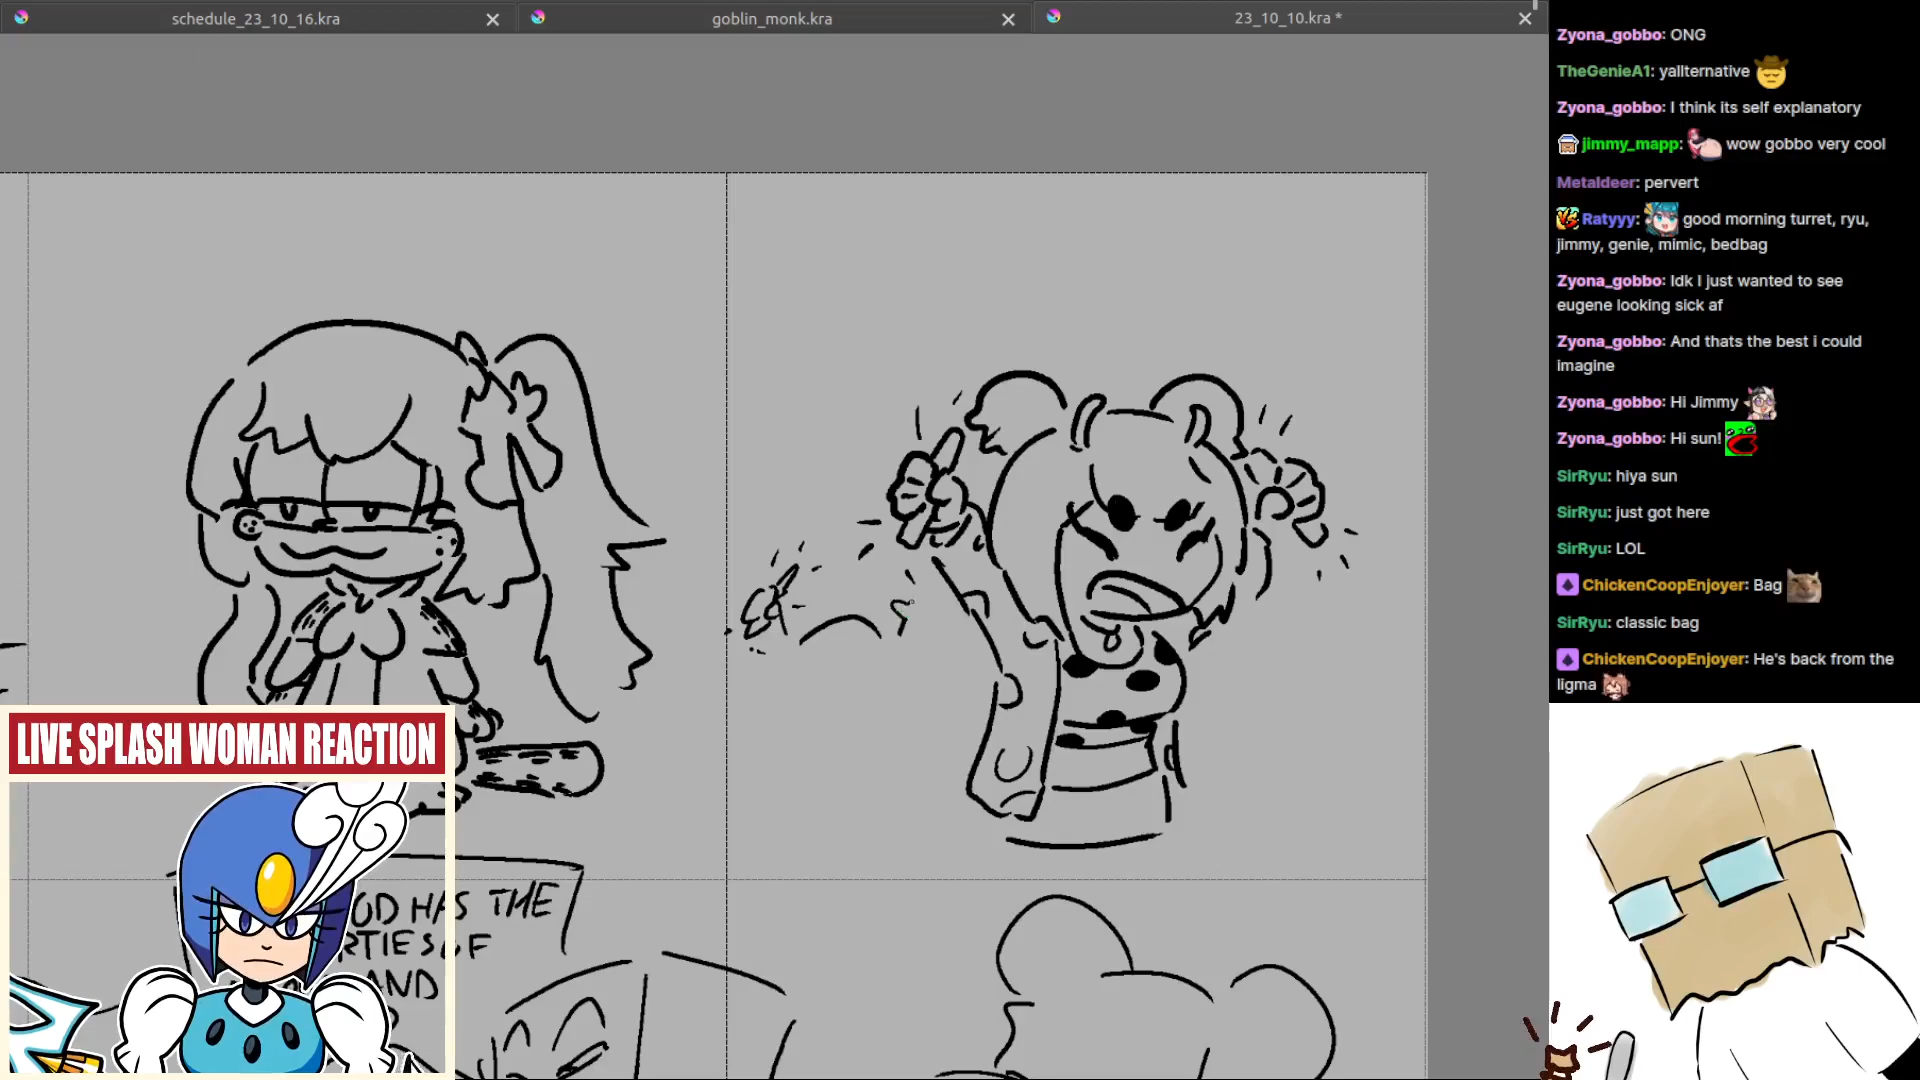 schedule_23_10_16.kra
goblin_monk.kra
23_10_10.kra *
Zyona_gobbo: ONG
TheGenieA1: yallternative
Zyona_gobbo: I think its self explanatory
jimmy_mapp: wow gobbo very cool
Metaldeer: pervert
VS Ratyyy: good morning turret, ryu,
jimmy, genie, mimic, bedbag
Zyona_gobbo: Idk I just wanted to see
eugene looking sick af
Zyona_gobbo: And thats the best i could
imagine
Zyona_gobbo: Hi Jimmy
Zyona_gobbo: Hi sun!
SirRyu: hiya sun
SirRyu: just got here
SirRyu: LOL
ChickenCoopEnjoyer: Bag
SirRyu: classic bag
ChickenCoopEnjoyer: He's back from the
ligma
LIVE SPLASH WOMAN REACTION
OD HAS THE
RTIES OF
AND